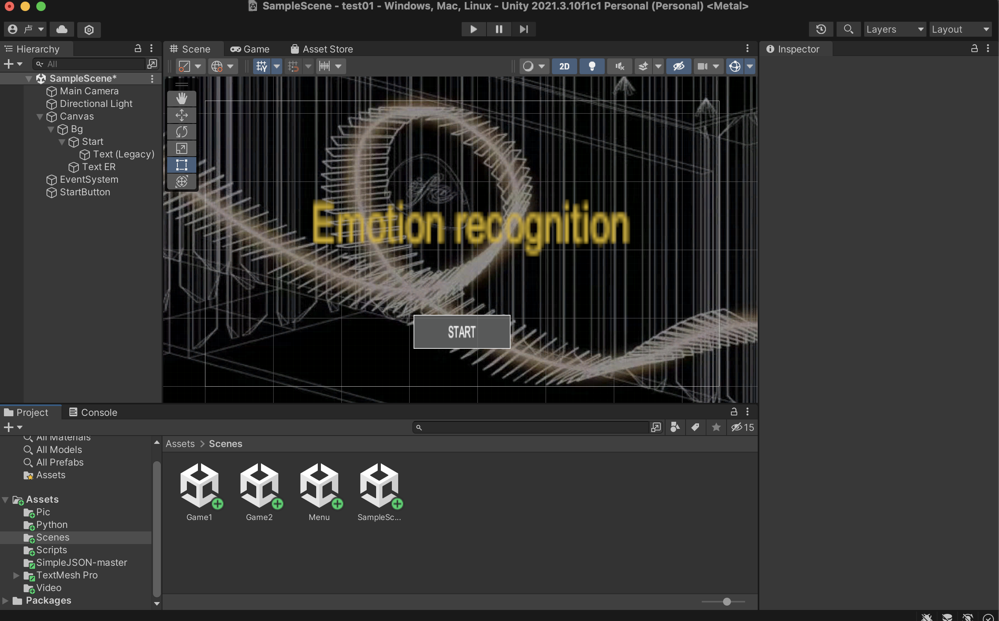 SampleScene - test01 - Windows, Mac, Linux - Unity 2021.3.10f1c1 Personal (Personal) <Metal>
卢
Layers
Layout
Hierarchy
Scene
Game
Asset Store
Inspector
All
2D
SampleScene*
Main Camera
Directional Light
Canvas
Bg
Start
Text (Legacy)
Text ER
EventSystem
StartButton
Emotion recognition
START
Project
Console
15
All Materials
All Models
All Prefabs
Assets
Assets
Pic
Python
Scenes
Scripts
SimpleJSON-master
TextMesh Pro
Video
Packages
Assets > Scenes
Game1
Game2
Menu
SampleSc...